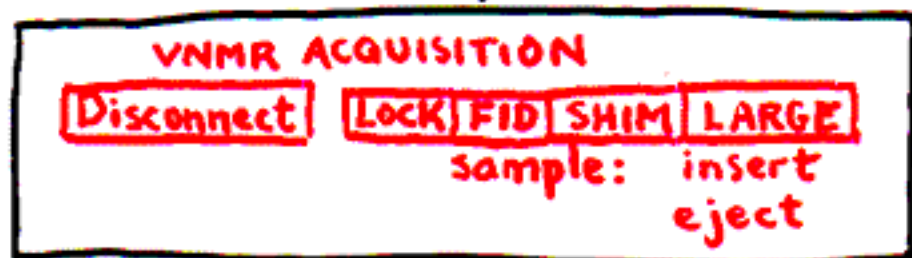 VNMR ACQUISITION
Disconnect LOCK FID SHIM LARGE
sample: insert
eject